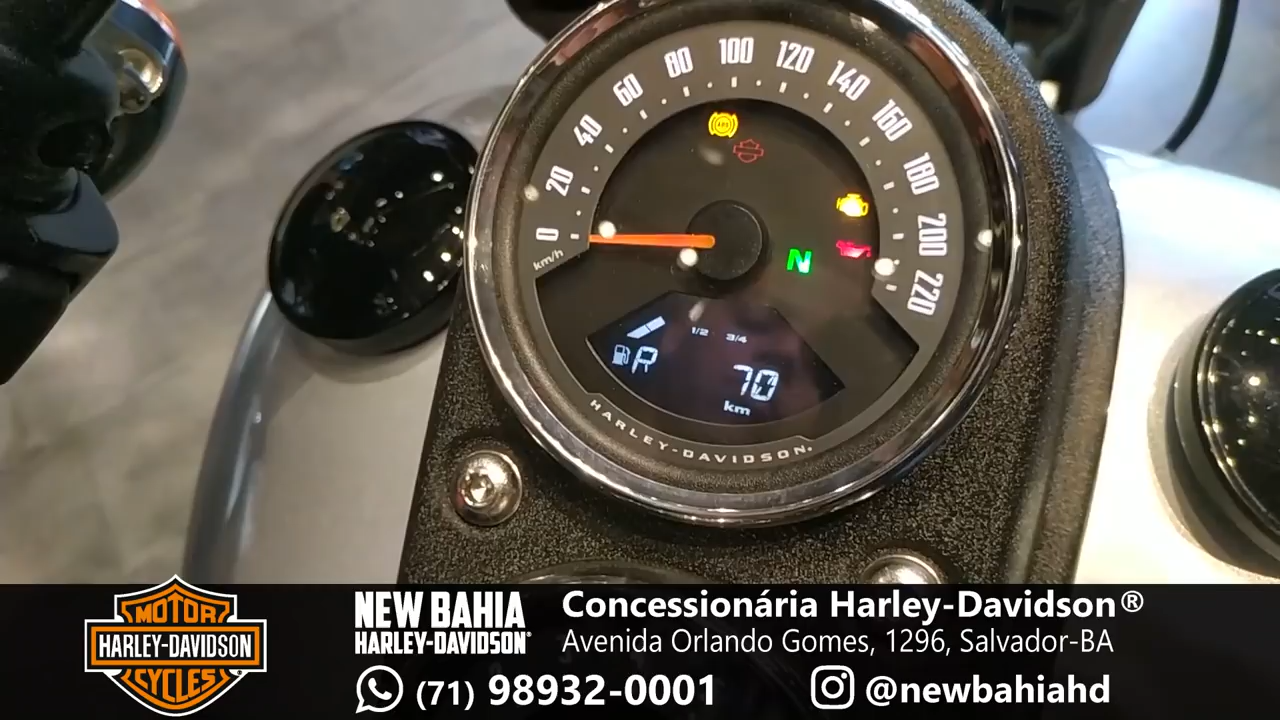 0 20 40 60 80 100 120 140 160 180 200 220
km/h
ABS
N
1/2 3/4
R 70
km
HARLEY-DAVIDSON
MOTOR
HARLEY-DAVIDSON
CYCLES
NEW BAHIA
HARLEY-DAVIDSON
Concessionária Harley-Davidson®
Avenida Orlando Gomes, 1296, Salvador-BA
(71) 98932-0001
@newbahiahd